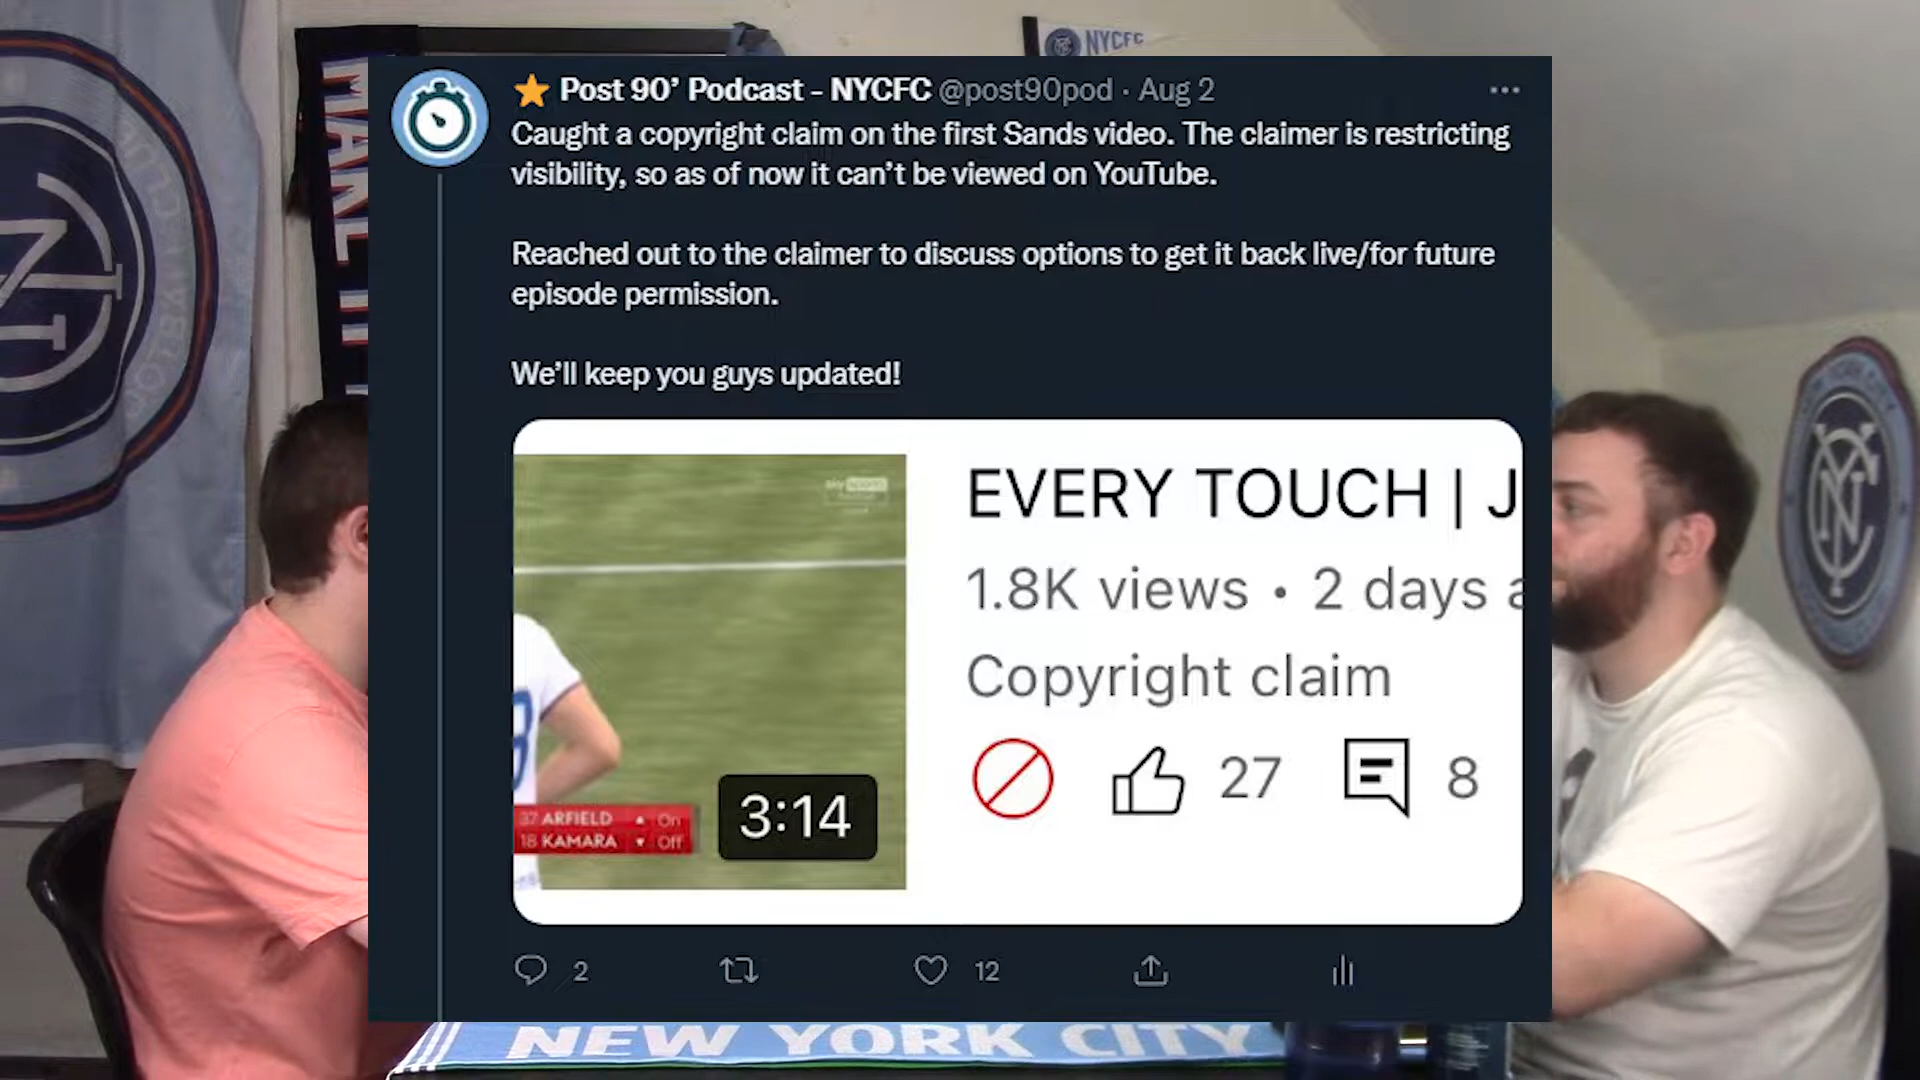 NYCFC
⭐ Post 90’ Podcast - NYCFC @post90pod · Aug 2
Caught a copyright claim on the first Sands video. The claimer is restricting
visibility, so as of now it can’t be viewed on YouTube.
Reached out to the claimer to discuss options to get it back live/for future
episode permission.
We’ll keep you guys updated!
sky sports
EVERY TOUCH | J
1.8K views • 2 days a
Copyright claim
27 8
37 ARFIELD ▲ On
18 KAMARA ▼ Off
3:14
2 12
NEW YORK CITY